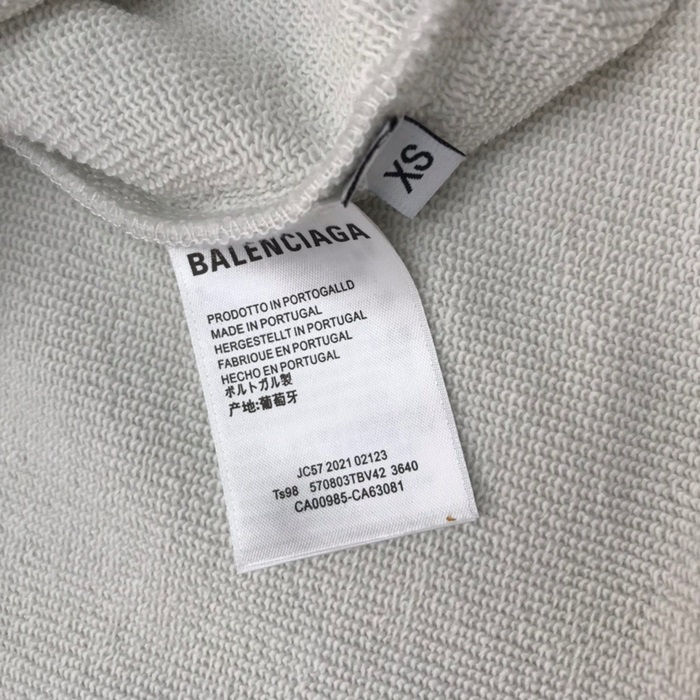 XS
BALENCIAGA
PRODOTTO IN PORTOGALLD
MADE IN PORTUGAL
HERGESTELLT IN PORTUGAL
FABRIOUE EN PORTUGAL
HECHO EN PORTUGAL
ポルトガル製
产地:葡萄牙
JC57 2021 02123
Ts98 570803TBV42 3640
CA00985-CA63081